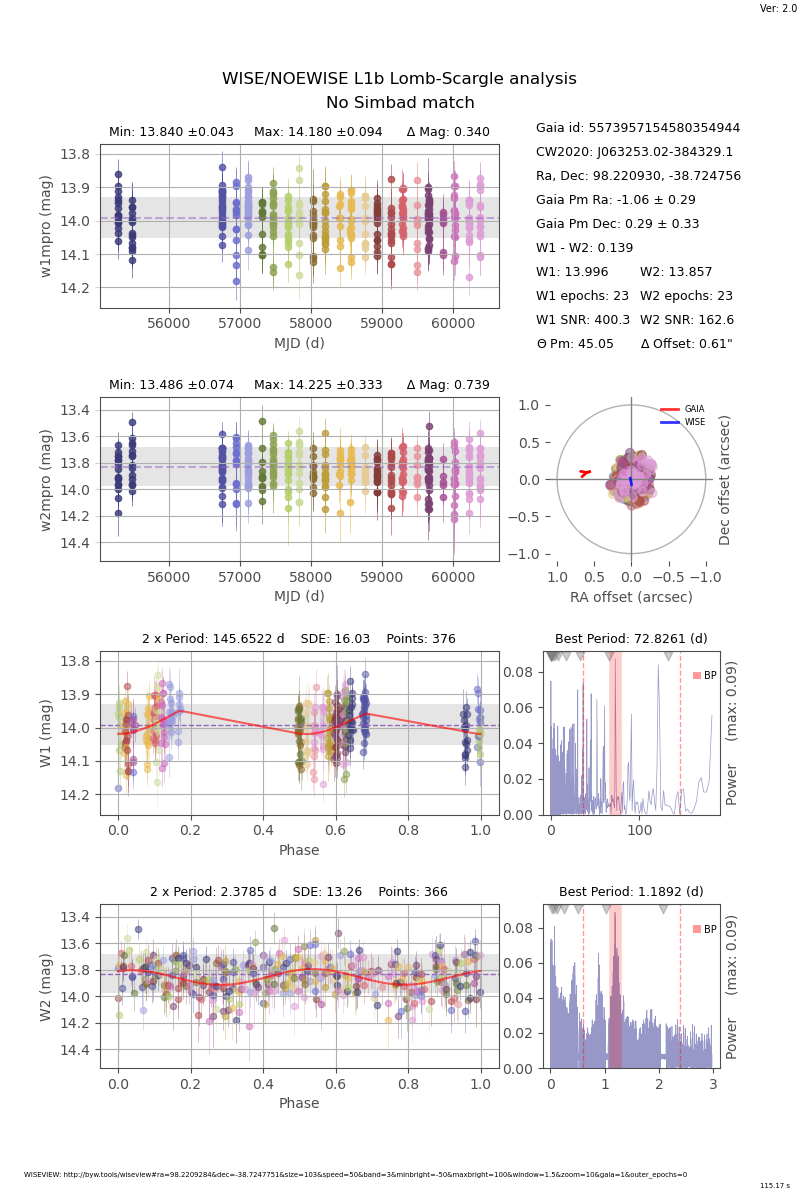 Ver: 2.0
WISE/NOEWISE L1b Lomb-Scargle analysis
No Simbad match
Min: 13.840 ±0.043 Max: 14.180 ±0.094 Δ Mag: 0.340
13.8
13.9
14.0
14.1
14.2
w1mpro (mag)
56000 57000 58000 59000 60000
MJD (d)
Gaia id: 5573957154580354944
CW2020: J063253.02-384329.1
Ra, Dec: 98.220930, -38.724756
Gaia Pm Ra: -1.06 ± 0.29
Gaia Pm Dec: 0.29 ± 0.33
W1 - W2: 0.139
W1: 13.996 W2: 13.857
W1 epochs: 23 W2 epochs: 23
W1 SNR: 400.3 W2 SNR: 162.6
Θ Pm: 45.05 Δ Offset: 0.61"
Min: 13.486 ±0.074 Max: 14.225 ±0.333 Δ Mag: 0.739
13.4
13.6
13.8
14.0
14.2
14.4
w2mpro (mag)
56000 57000 58000 59000 60000
MJD (d)
GAIA
WISE
1.0
0.5
0.0
−0.5
−1.0
1.0 0.5 0.0 −0.5 −1.0
RA offset (arcsec)
Dec offset (arcsec)
2 x Period: 145.6522 d SDE: 16.03 Points: 376
13.8
13.9
14.0
14.1
14.2
W1 (mag)
0.0 0.2 0.4 0.6 0.8 1.0
Phase
Best Period: 72.8261 (d)
BP
0.08
0.06
0.04
0.02
0.00
0 100
Power (max: 0.09)
2 x Period: 2.3785 d SDE: 13.26 Points: 366
13.4
13.6
13.8
14.0
14.2
14.4
W2 (mag)
0.0 0.2 0.4 0.6 0.8 1.0
Phase
Best Period: 1.1892 (d)
BP
0.08
0.06
0.04
0.02
0.00
0 1 2 3
Power (max: 0.09)
WISEVIEW: http://byw.tools/wiseview#ra=98.2209284&dec=-38.7247751&size=103&speed=50&band=3&minbright=-50&maxbright=100&window=1.5&zoom=10&gaia=1&outer_epochs=0
115.17 s